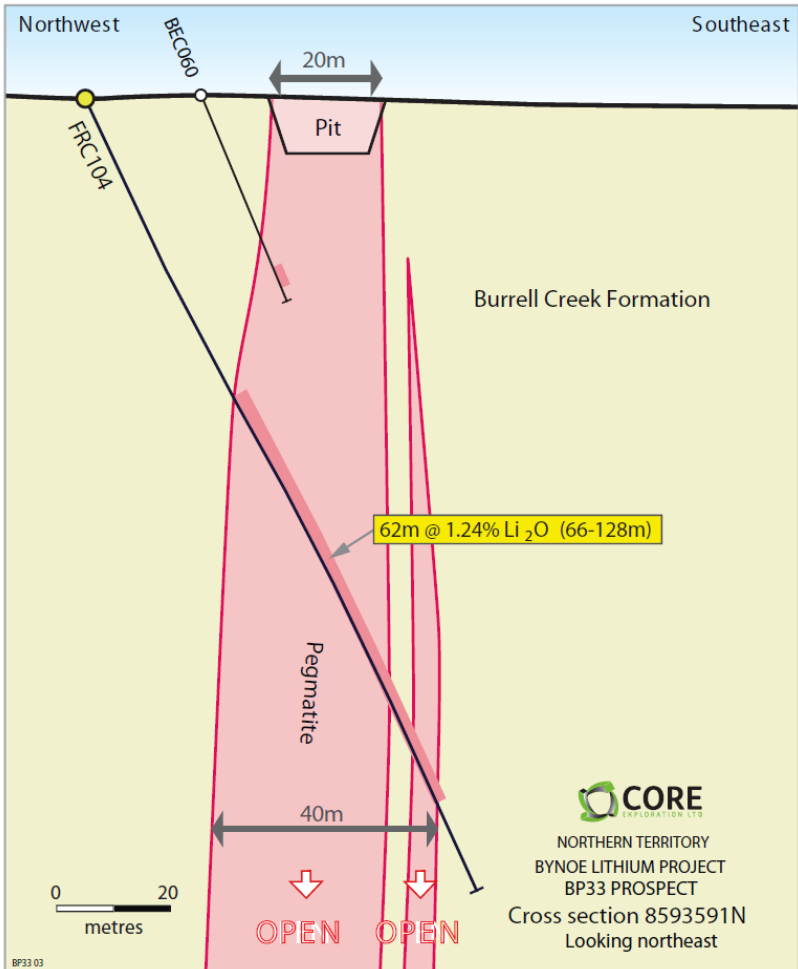 Northwest
Southeast
BEC060
20m
FRC104
Pit
Burrell Creek Formation
62m @ 1.24% Li₂O (66-128m)
Pegmatite
40m
OPEN
OPEN
0 20
metres
CORE
EXPLORATION LTD
NORTHERN TERRITORY
BYNOE LITHIUM PROJECT
BP33 PROSPECT
Cross section 8593591N
Looking northeast
BP33 03